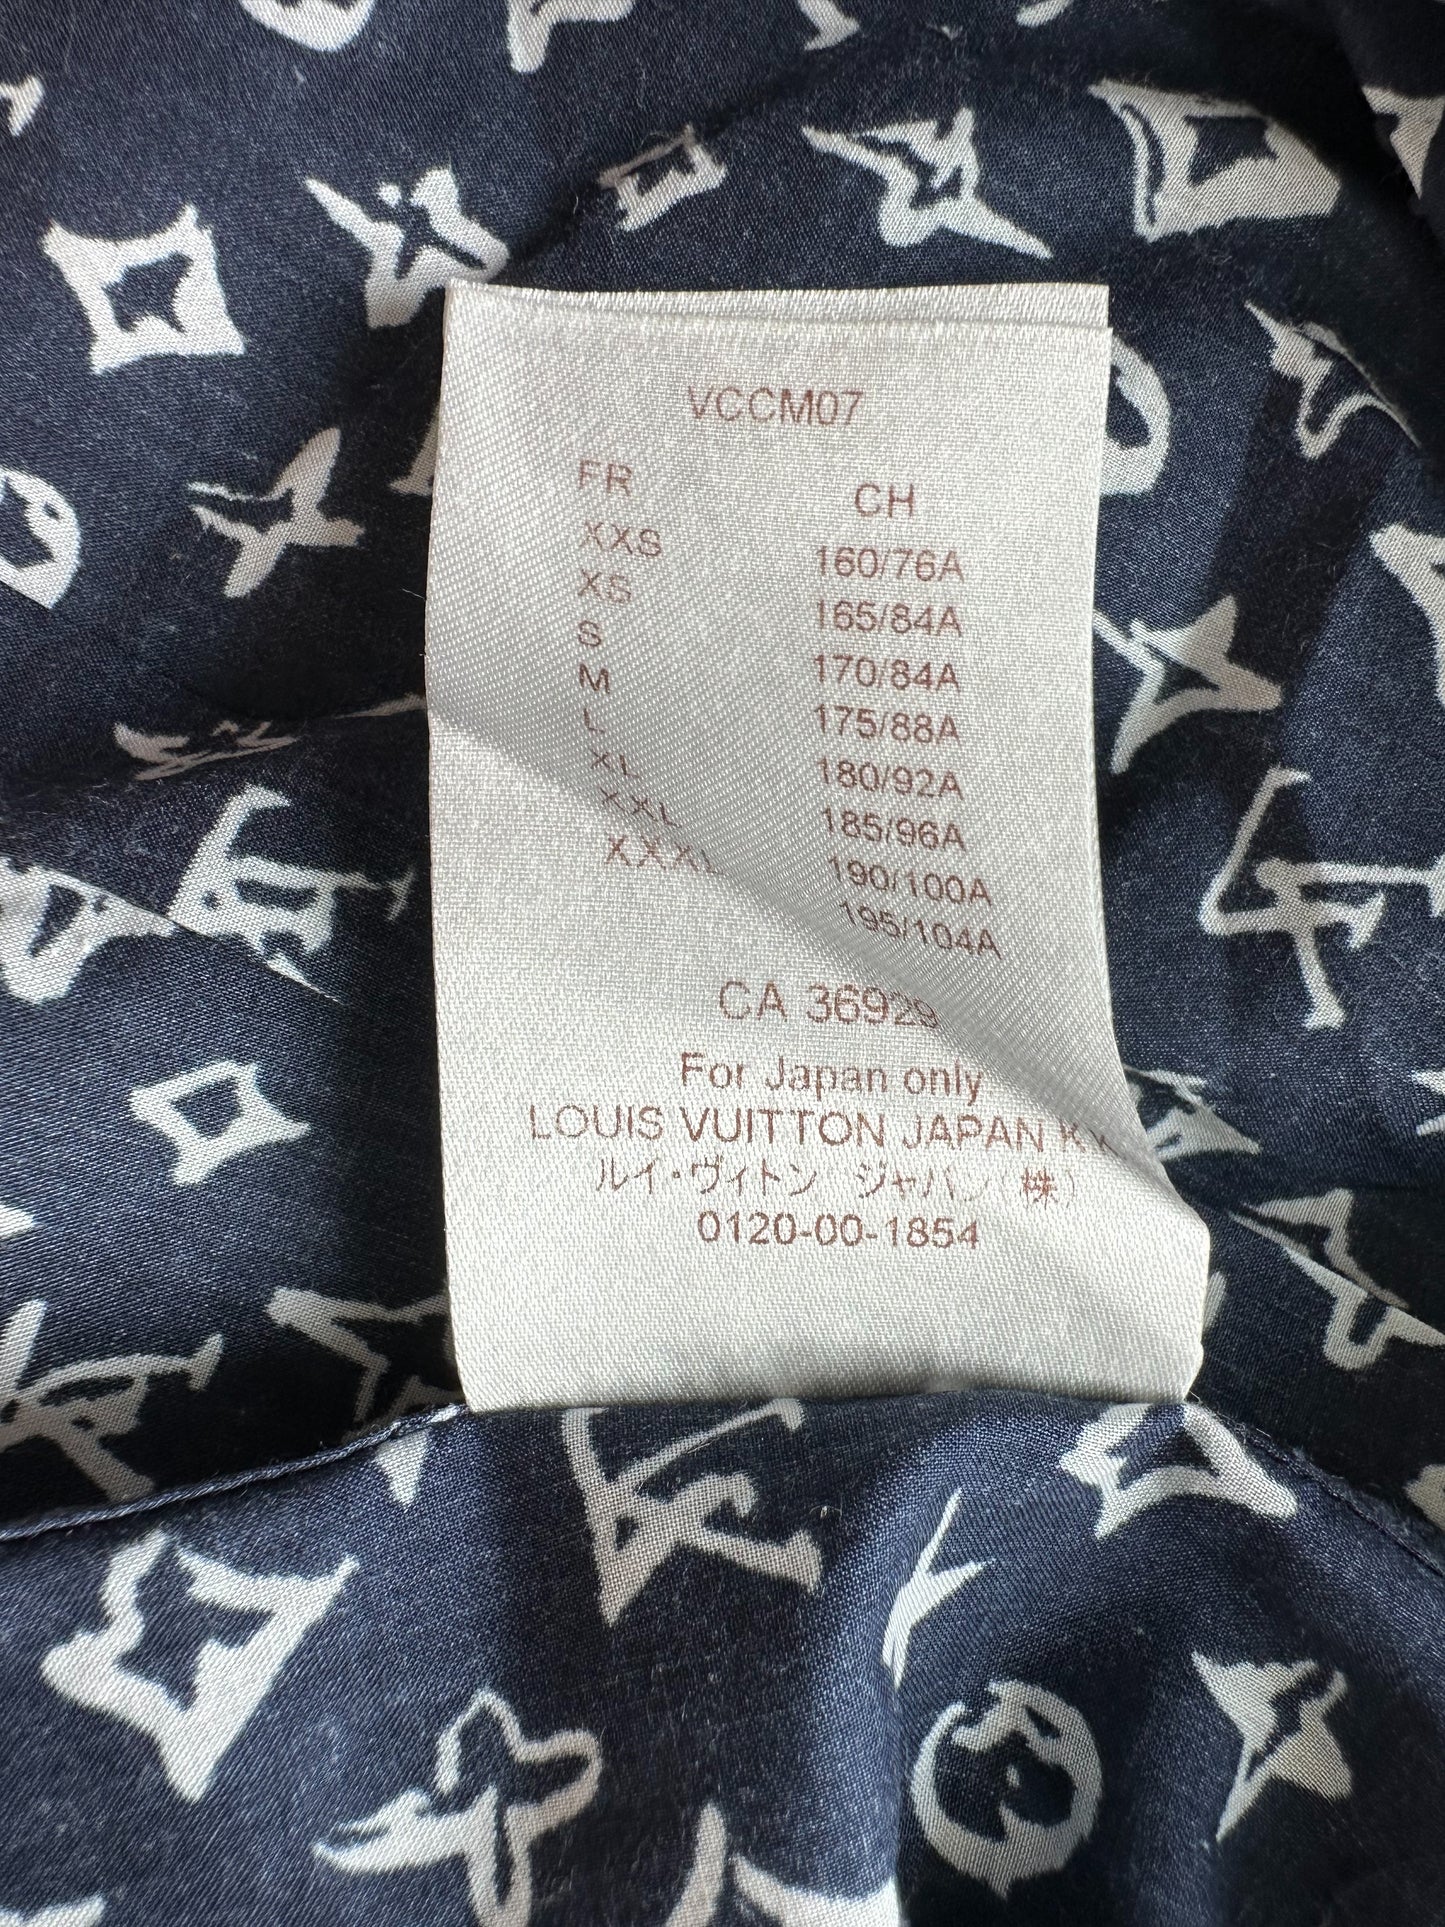 VCCM07
FR CH
XXS 160/76A
XS 165/84A
S 170/84A
M 175/88A
L 180/92A
XL 185/96A
XXL 190/100A
XXXL 195/104A
CA 36929
For Japan only
LOUIS VUITTON JAPAN
ルイ・ヴィトン ジャパン(株)
0120-00-1854